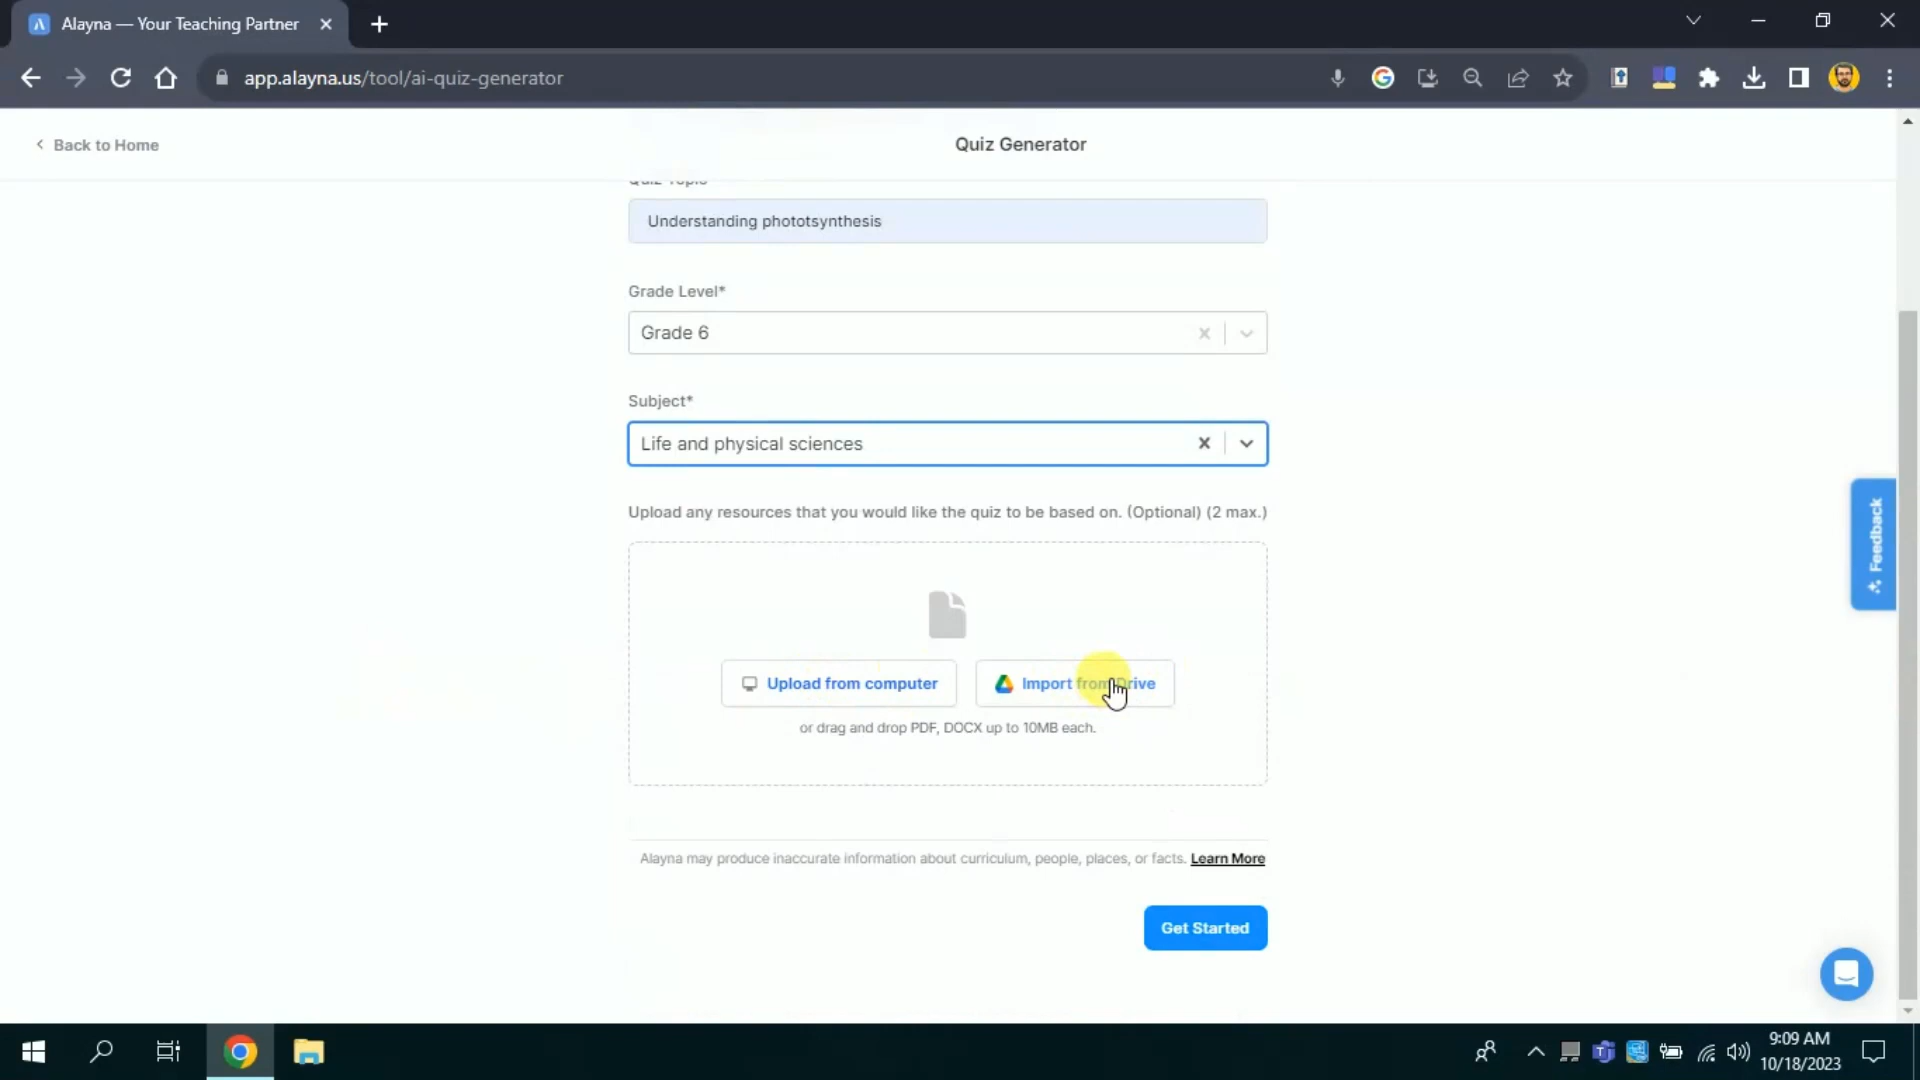 Alayna — Your Teaching Partner
app.alayna.us/tool/ai-quiz-generator
Back to Home
Quiz Generator
Quiz Topic
Understanding phototsynthesis
Grade Level*
Grade 6
Subject*
Life and physical sciences
Upload any resources that you would like the quiz to be based on. (Optional) (2 max.)
Upload from computer
Import from Drive
or drag and drop PDF, DOCX up to 10MB each.
Feedback
Alayna may produce inaccurate information about curriculum, people, places, or facts. Learn More
Get Started
9:09 AM
10/18/2023